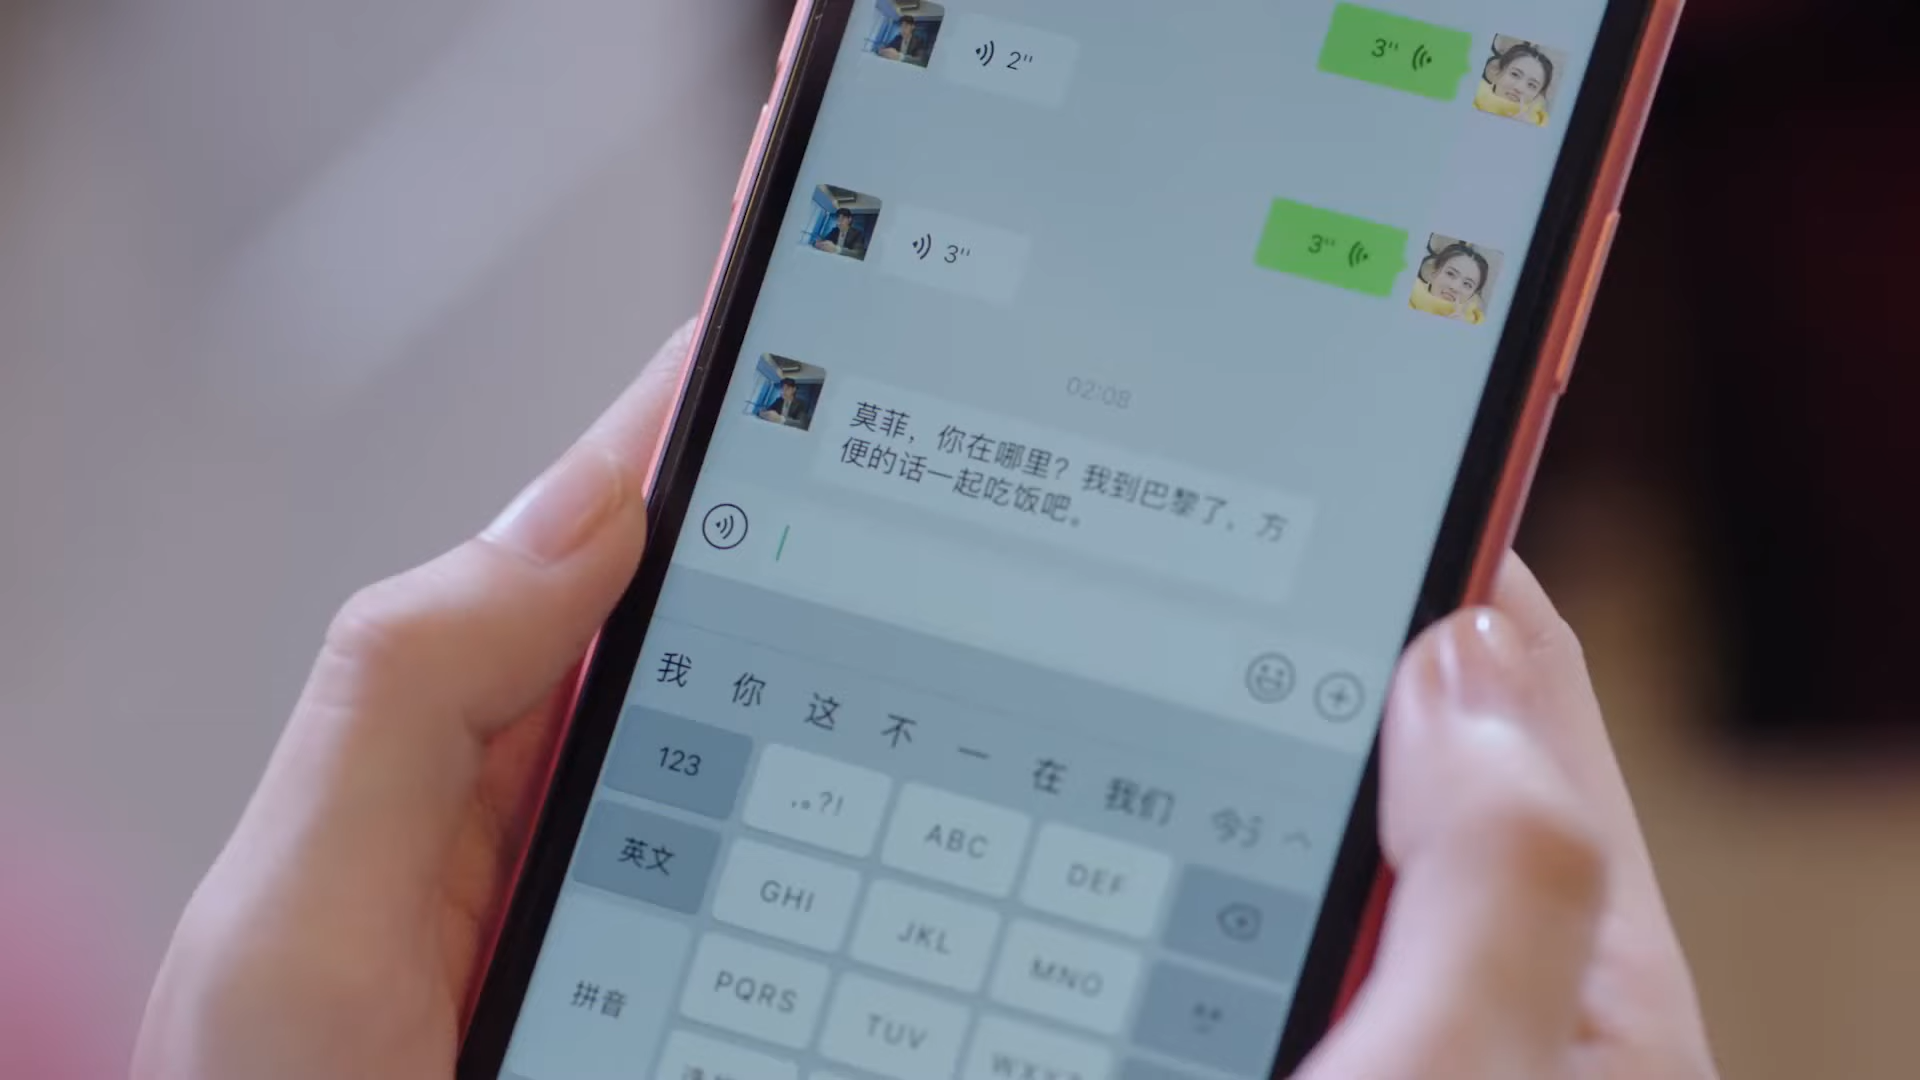 2"
3"
3"
3"
02:08
莫菲，你在哪里？我到巴黎了，方
便的话一起吃饭吧。
我 你 这 不 一 在 我们
123
.。?!
ABC
DEF
英文
GHI
JKL
MNO
拼音
PQRS
TUV